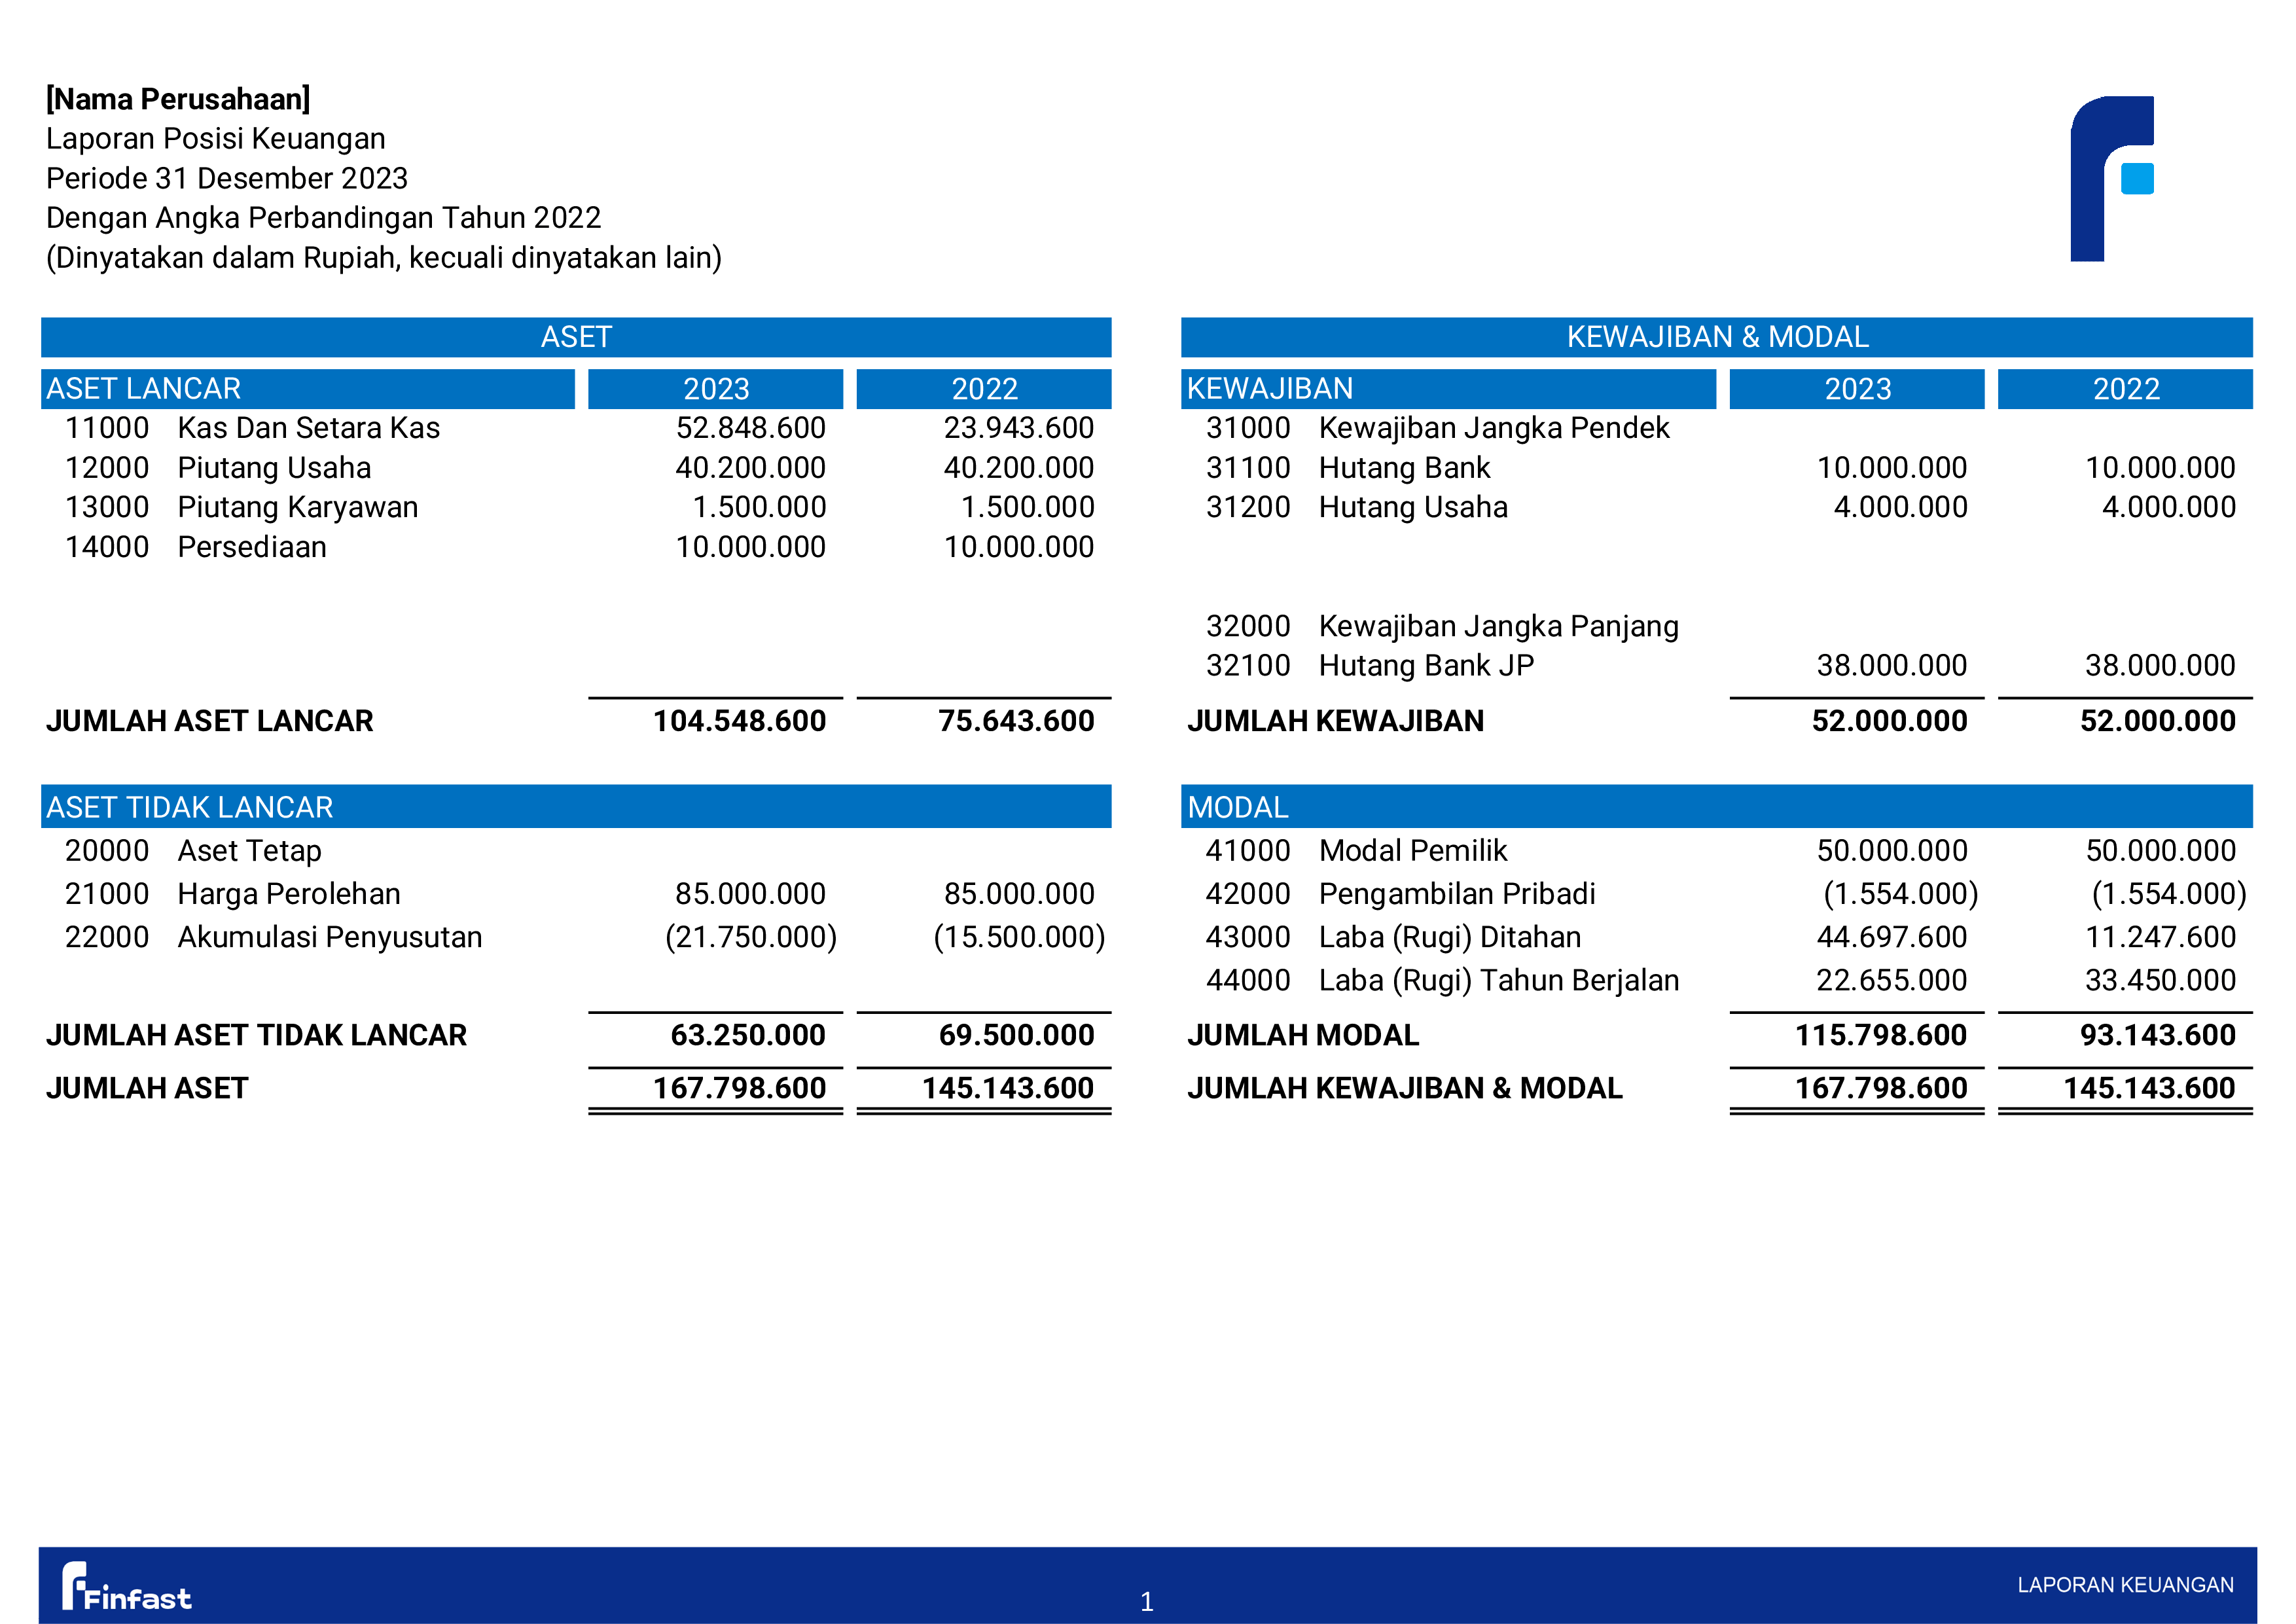 [Nama Perusahaan]
Laporan Posisi Keuangan
Periode 31 Desember 2023
Dengan Angka Perbandingan Tahun 2022
(Dinyatakan dalam Rupiah, kecuali dinyatakan lain)
ASET
ASET LANCAR 2023 2022
11000 Kas Dan Setara Kas 52.848.600 23.943.600
12000 Piutang Usaha 40.200.000 40.200.000
13000 Piutang Karyawan 1.500.000 1.500.000
14000 Persediaan 10.000.000 10.000.000
JUMLAH ASET LANCAR 104.548.600 75.643.600
ASET TIDAK LANCAR
20000 Aset Tetap
21000 Harga Perolehan 85.000.000 85.000.000
22000 Akumulasi Penyusutan (21.750.000) (15.500.000)
JUMLAH ASET TIDAK LANCAR 63.250.000 69.500.000
JUMLAH ASET 167.798.600 145.143.600
KEWAJIBAN & MODAL
KEWAJIBAN 2023 2022
31000 Kewajiban Jangka Pendek
31100 Hutang Bank 10.000.000 10.000.000
31200 Hutang Usaha 4.000.000 4.000.000
32000 Kewajiban Jangka Panjang
32100 Hutang Bank JP 38.000.000 38.000.000
JUMLAH KEWAJIBAN 52.000.000 52.000.000
MODAL
41000 Modal Pemilik 50.000.000 50.000.000
42000 Pengambilan Pribadi (1.554.000) (1.554.000)
43000 Laba (Rugi) Ditahan 44.697.600 11.247.600
44000 Laba (Rugi) Tahun Berjalan 22.655.000 33.450.000
JUMLAH MODAL 115.798.600 93.143.600
JUMLAH KEWAJIBAN & MODAL 167.798.600 145.143.600
Finfast
1
LAPORAN KEUANGAN